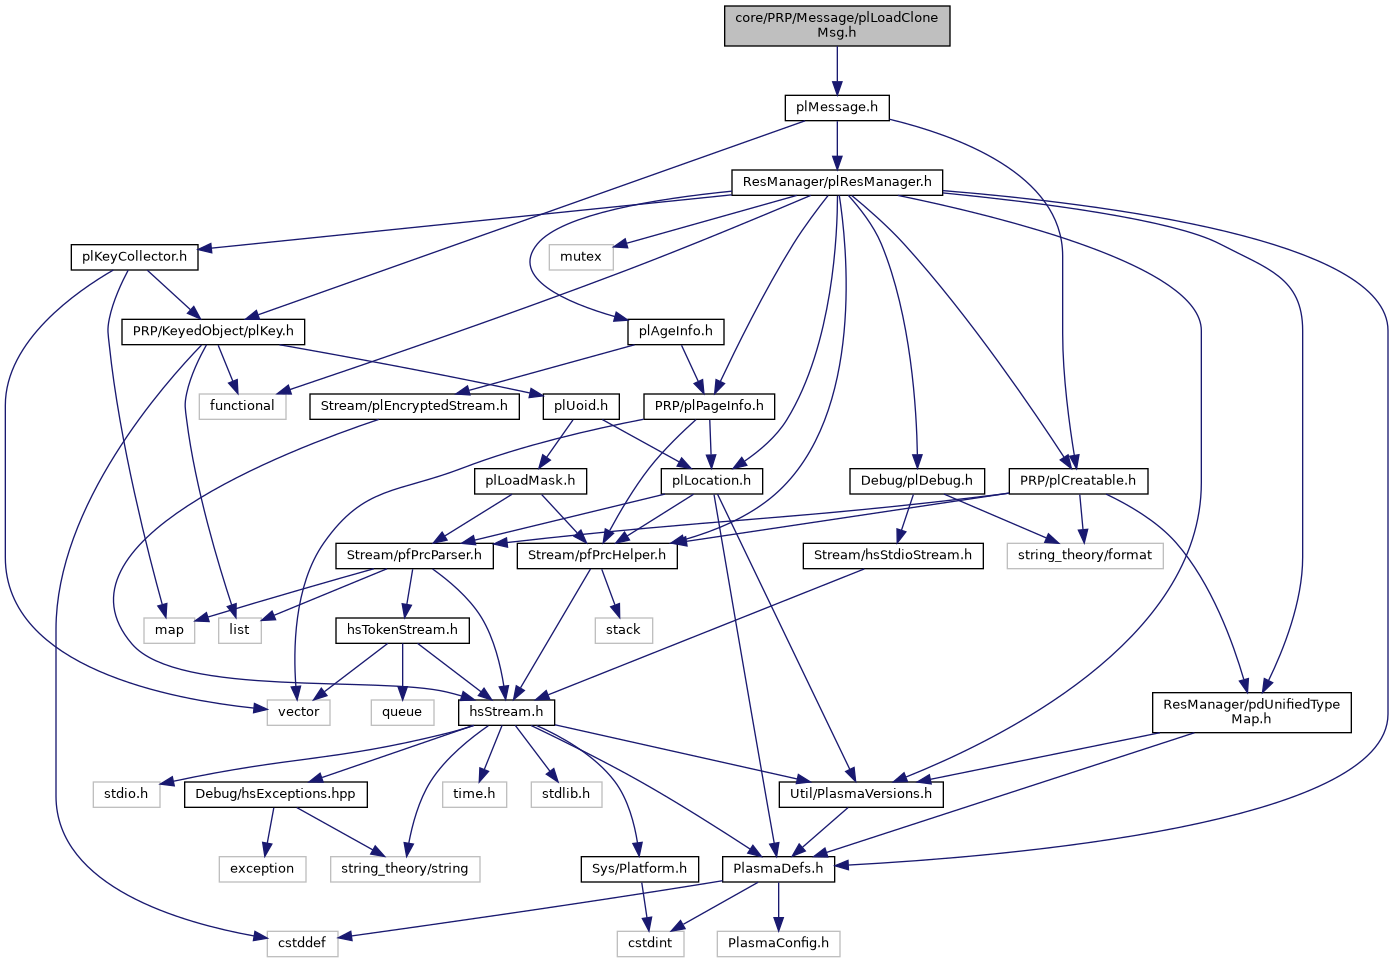 core/PRP/Message/plLoadClone
Msg.h
plMessage.h
ResManager/plResManager.h
plKeyCollector.h
mutex
PRP/KeyedObject/plKey.h
plAgeInfo.h
functional
Stream/plEncryptedStream.h
plUoid.h
PRP/plPageInfo.h
plLoadMask.h
plLocation.h
Debug/plDebug.h
PRP/plCreatable.h
Stream/pfPrcParser.h
Stream/pfPrcHelper.h
Stream/hsStdioStream.h
string_theory/format
map
list
hsTokenStream.h
stack
vector
queue
hsStream.h
ResManager/pdUnifiedType
Map.h
stdio.h
Debug/hsExceptions.hpp
time.h
stdlib.h
Util/PlasmaVersions.h
exception
string_theory/string
Sys/Platform.h
PlasmaDefs.h
cstddef
cstdint
PlasmaConfig.h